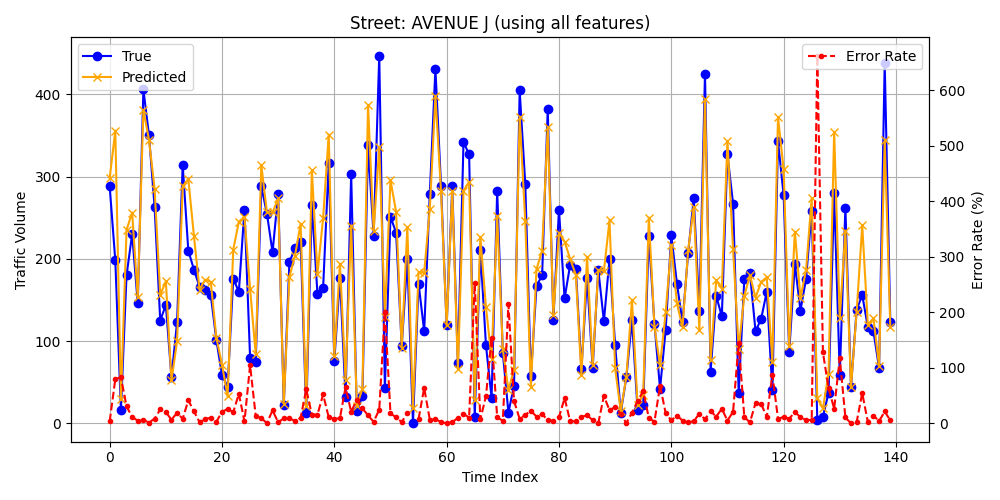 Street: AVENUE J (using all features)
True
Predicted
Error Rate
Traffic Volume
400
300
200
100
0
600
500
400
300
200
100
0
Error Rate (%)
0
20
40
60
80
100
120
140
Time Index